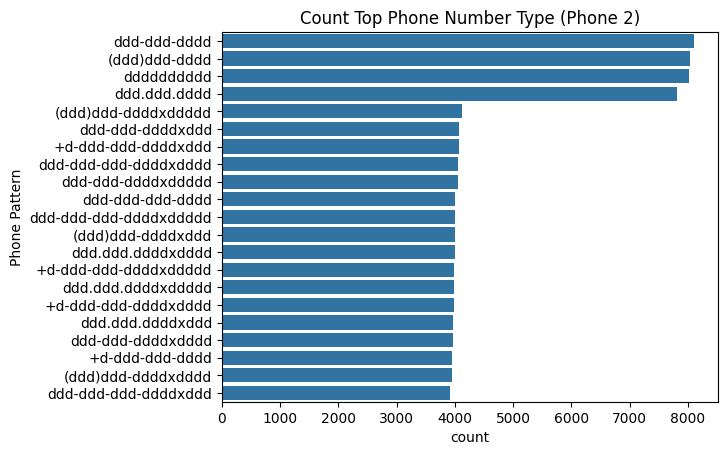 Count Top Phone Number Type (Phone 2)
Phone Pattern
ddd-ddd-dddd
(ddd)ddd-dddd
dddddddddd
ddd.ddd.dddd
(ddd)ddd-ddddxddddd
ddd-ddd-ddddxddd
+d-ddd-ddd-ddddxddd
ddd-ddd-ddd-ddddxdddd
ddd-ddd-ddddxddddd
ddd-ddd-ddd-dddd
ddd-ddd-ddd-ddddxddddd
(ddd)ddd-ddddxddd
ddd.ddd.ddddxdddd
+d-ddd-ddd-ddddxddddd
ddd.ddd.ddddxddddd
+d-ddd-ddd-ddddxdddd
ddd.ddd.ddddxddd
ddd-ddd-ddddxdddd
+d-ddd-ddd-dddd
(ddd)ddd-ddddxdddd
ddd-ddd-ddd-ddddxddd
0 1000 2000 3000 4000 5000 6000 7000 8000
count